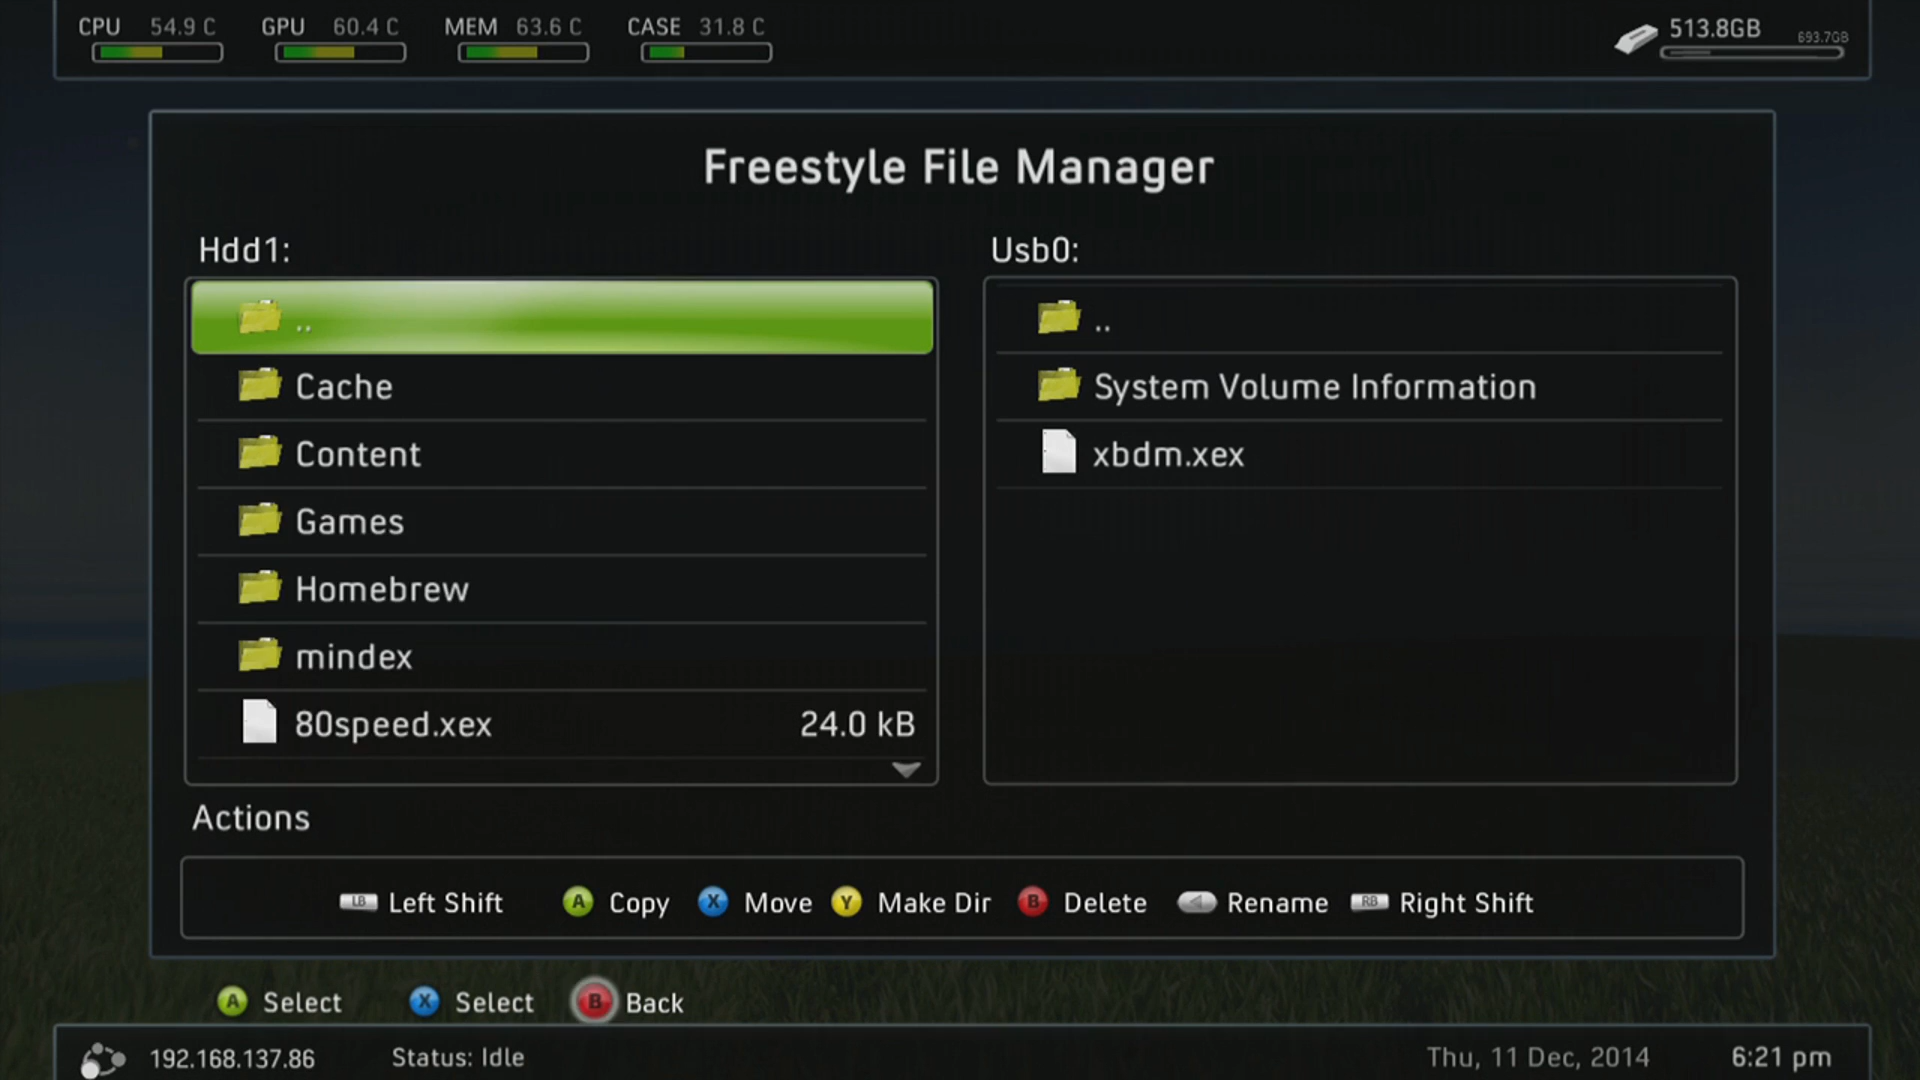 CPU 54.9 C GPU 60.4 C MEM 63.6 C CASE 31.8 C 513.8GB 693.7GB
Freestyle File Manager
Hdd1: Usb0:
.. ..
Cache System Volume Information
Content xbdm.xex
Games
Homebrew
mindex
80speed.xex 24.0 kB
Actions
LB Left Shift A Copy X Move Y Make Dir B Delete Rename RB Right Shift
A Select X Select B Back
192.168.137.86 Status: Idle Thu, 11 Dec, 2014 6:21 pm